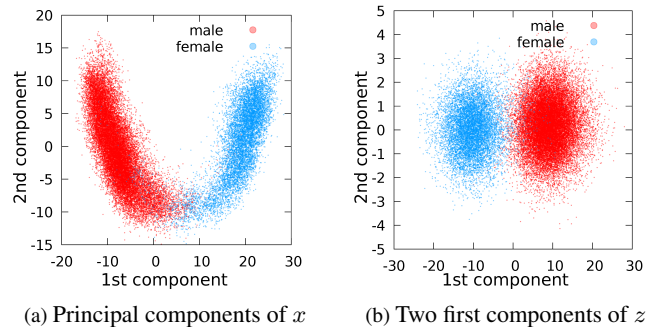 male
female
20
15
10
5
0
-5
-10
-15
2nd component
-20 -10 0 10 20 30
1st component
(a) Principal components of x
male
female
5
4
3
2
1
0
-1
-2
-3
-4
-5
2nd component
-30 -20 -10 0 10 20 30
1st component
(b) Two first components of z